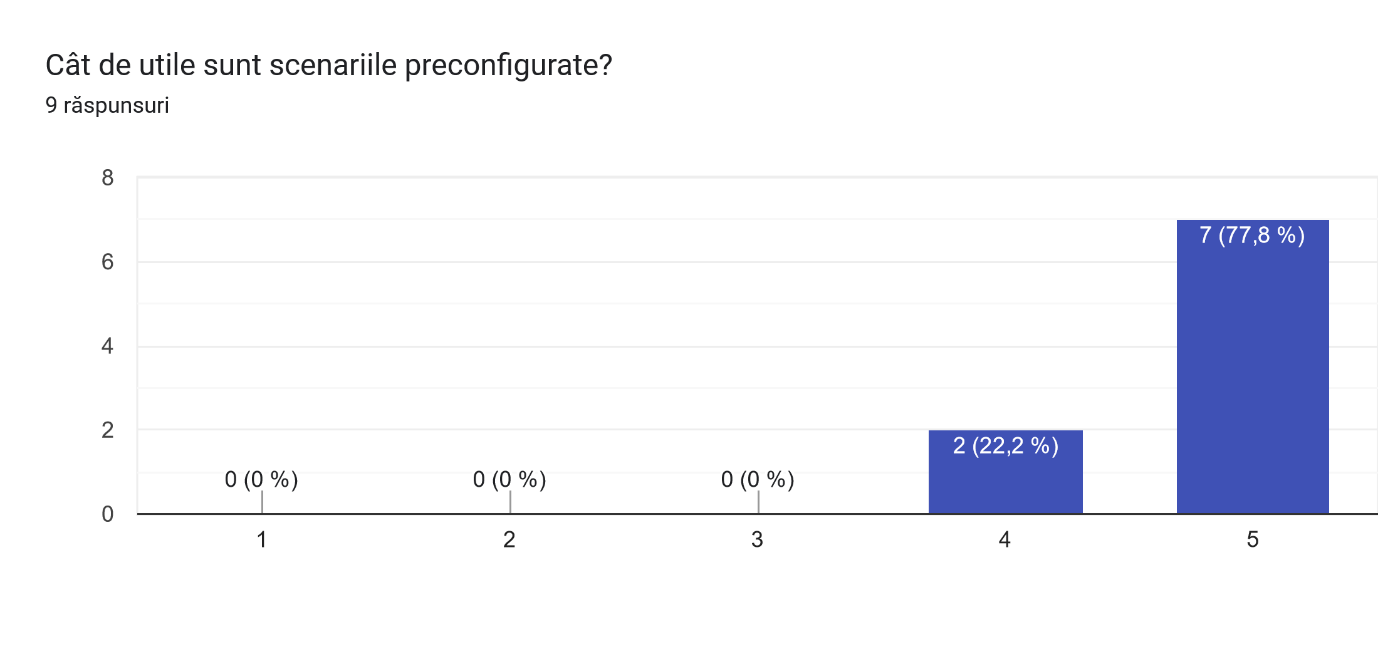 Cât de utile sunt scenariile preconfigurate?
9 răspunsuri
8
6
4
2
0
0 (0 %)
0 (0 %)
0 (0 %)
2 (22,2 %)
7 (77,8 %)
1
2
3
4
5